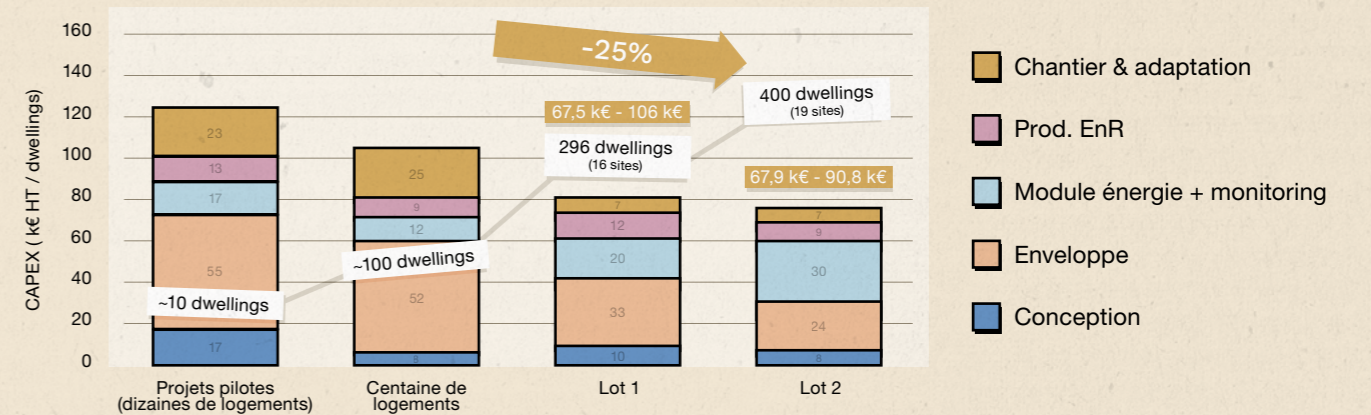 160
140
120
100
80
60
40
20
0
CAPEX ( k€ HT / dwellings)
-25%
23
13
17
55
17
~10 dwellings
25
9
12
52
~100 dwellings
67,5 k€ - 106 k€
296 dwellings
(16 sites)
7
12
20
33
10
400 dwellings
(19 sites)
67,9 k€ - 90,8 k€
7
9
30
24
8
Projets pilotes
(dizaines de logements)
Centaine de
logements
Lot 1
Lot 2
Chantier & adaptation
Prod. EnR
Module énergie + monitoring
Enveloppe
Conception